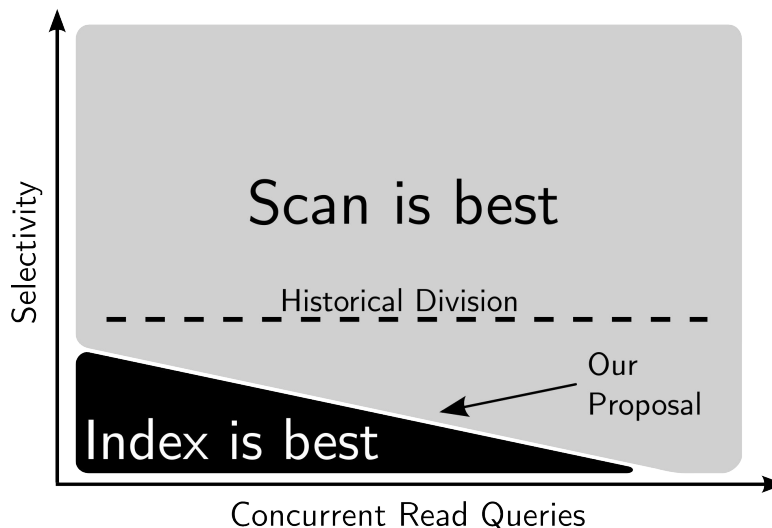 Selectivity
Scan is best
Historical Division
Our
Proposal
Index is best
Concurrent Read Queries